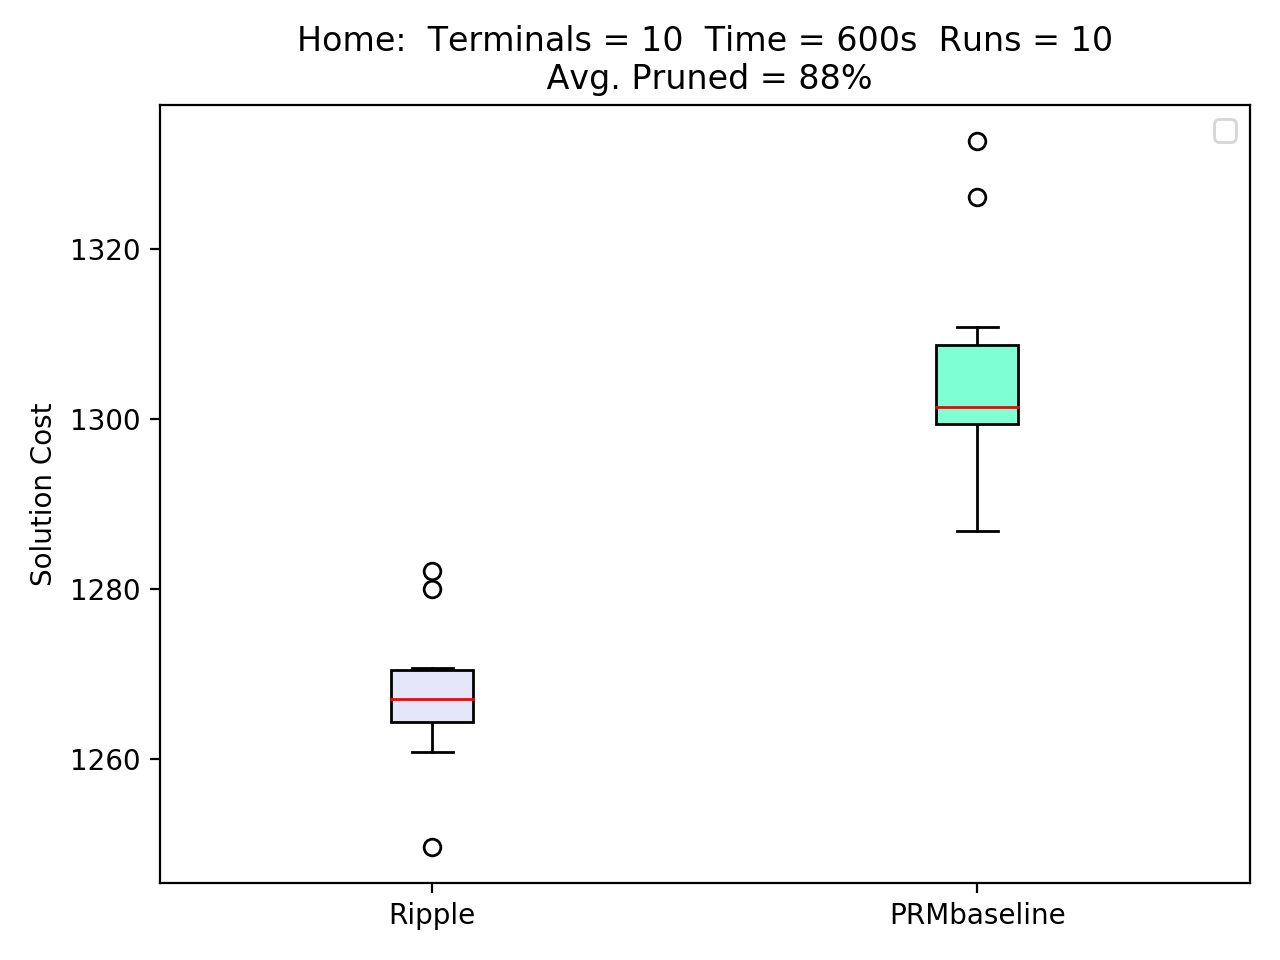 Home:  Terminals = 10  Time = 600s  Runs = 10
Avg. Pruned = 88%
Solution Cost
1320
1300
1280
1260
Ripple
PRMbaseline